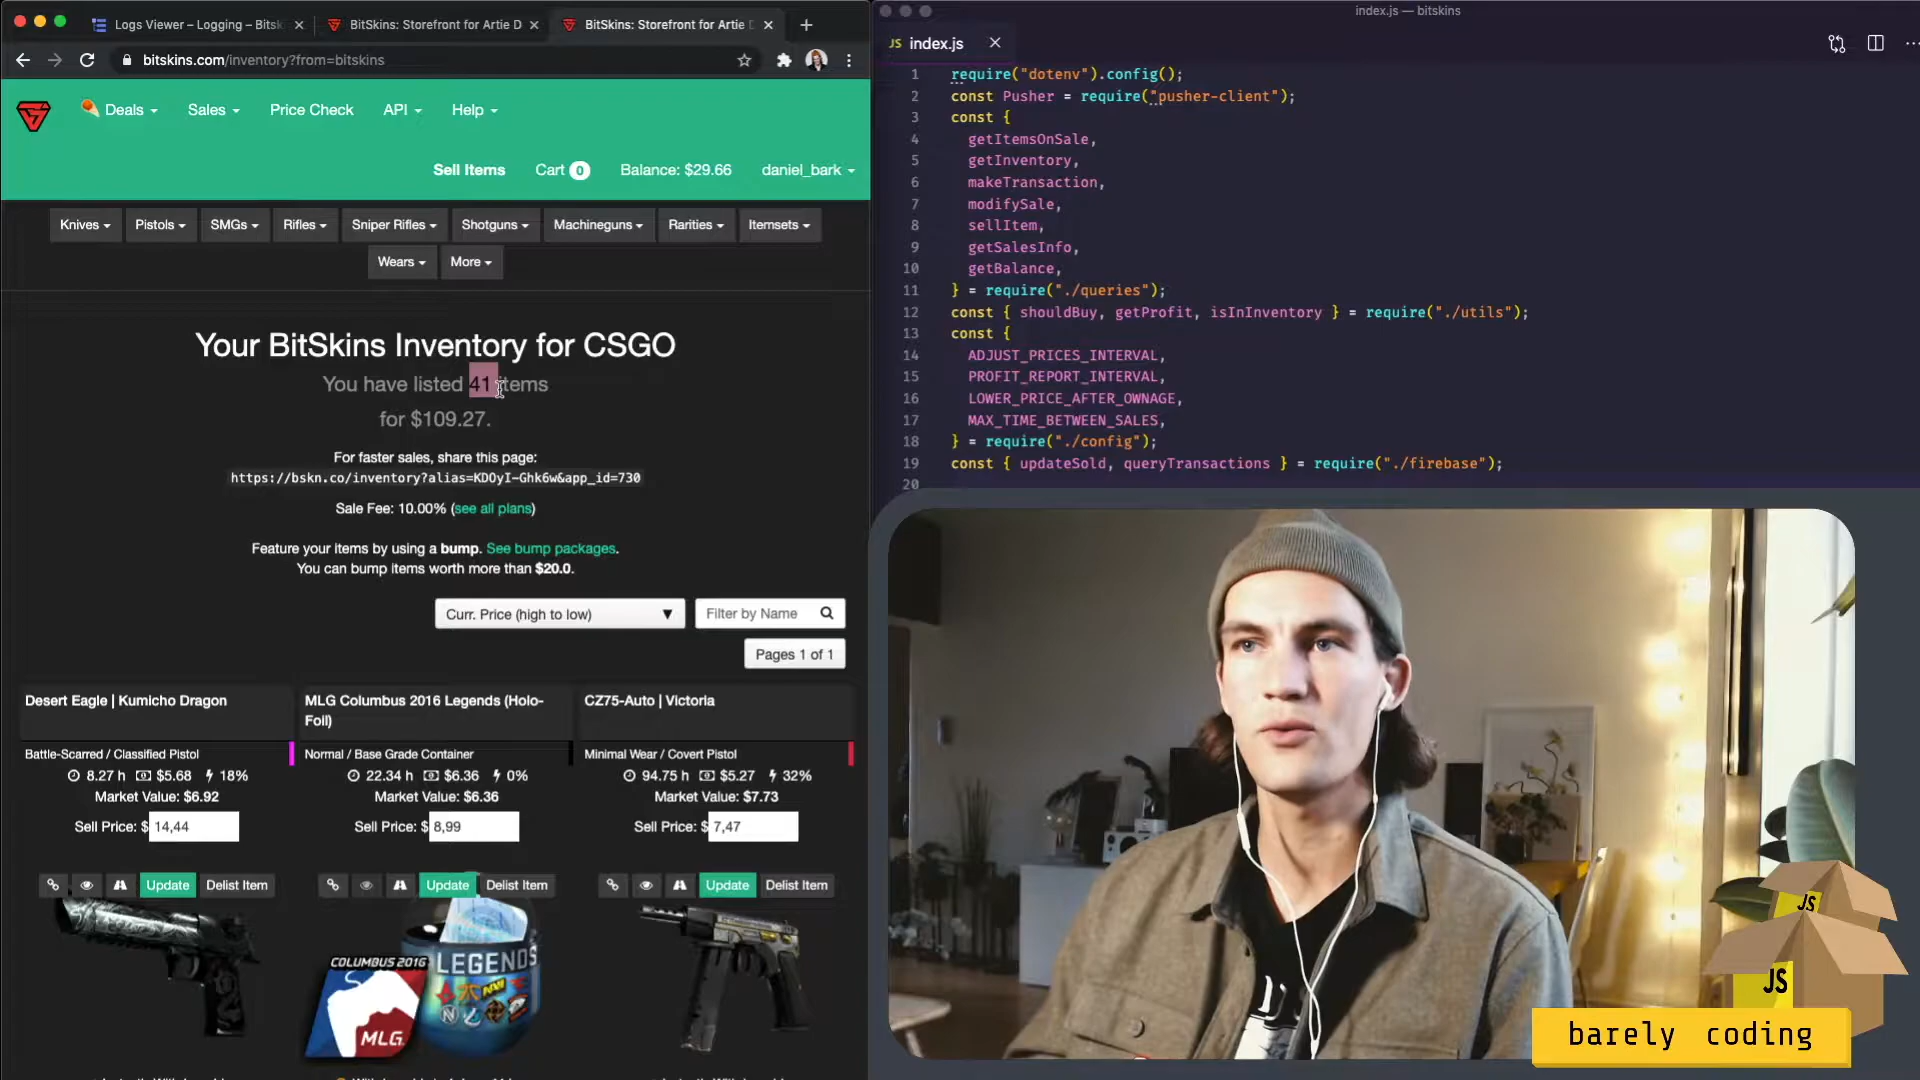 Logs Viewer – Logging – Bitsk
BitSkins: Storefront for Artie D
BitSkins: Storefront for Artie D
bitskins.com/inventory?from=bitskins
Deals
Sales
Price Check
API
Help
Sell Items
Cart 0
Balance: $29.66
daniel_bark
Knives
Pistols
SMGs
Rifles
Sniper Rifles
Shotguns
Machineguns
Rarities
Itemsets
Wears
More
Your BitSkins Inventory for CSGO
You have listed 41 items
for $109.27.
For faster sales, share this page:
https://bskn.co/inventory?alias=KDOyI-Ghk6w&app_id=730
Sale Fee: 10.00% (see all plans)
Feature your items by using a bump. See bump packages.
You can bump items worth more than $20.0.
Curr. Price (high to low)
Filter by Name
Pages 1 of 1
Desert Eagle | Kumicho Dragon
Battle-Scarred / Classified Pistol
8.27 h $5.68 18%
Market Value: $6.92
Sell Price: $ 14,44
Update
Delist Item
MLG Columbus 2016 Legends (Holo-
Foil)
Normal / Base Grade Container
22.34 h $6.36 0%
Market Value: $6.36
Sell Price: $ 8,99
Update
Delist Item
COLUMBUS 2016
LEGENDS
MLG
CZ75-Auto | Victoria
Minimal Wear / Covert Pistol
94.75 h $5.27 32%
Market Value: $7.73
Sell Price: $ 7,47
Update
Delist Item
index.js — bitskins
JS index.js
1 require("dotenv").config();
2 const Pusher = require("pusher-client");
3 const {
4 getItemsOnSale,
5 getInventory,
6 makeTransaction,
7 modifySale,
8 sellItem,
9 getSalesInfo,
10 getBalance,
11 } = require("./queries");
12 const { shouldBuy, getProfit, isInInventory } = require("./utils");
13 const {
14 ADJUST_PRICES_INTERVAL,
15 PROFIT_REPORT_INTERVAL,
16 LOWER_PRICE_AFTER_OWNAGE,
17 MAX_TIME_BETWEEN_SALES,
18 } = require("./config");
19 const { updateSold, queryTransactions } = require("./firebase");
20
JS
JS
barely coding